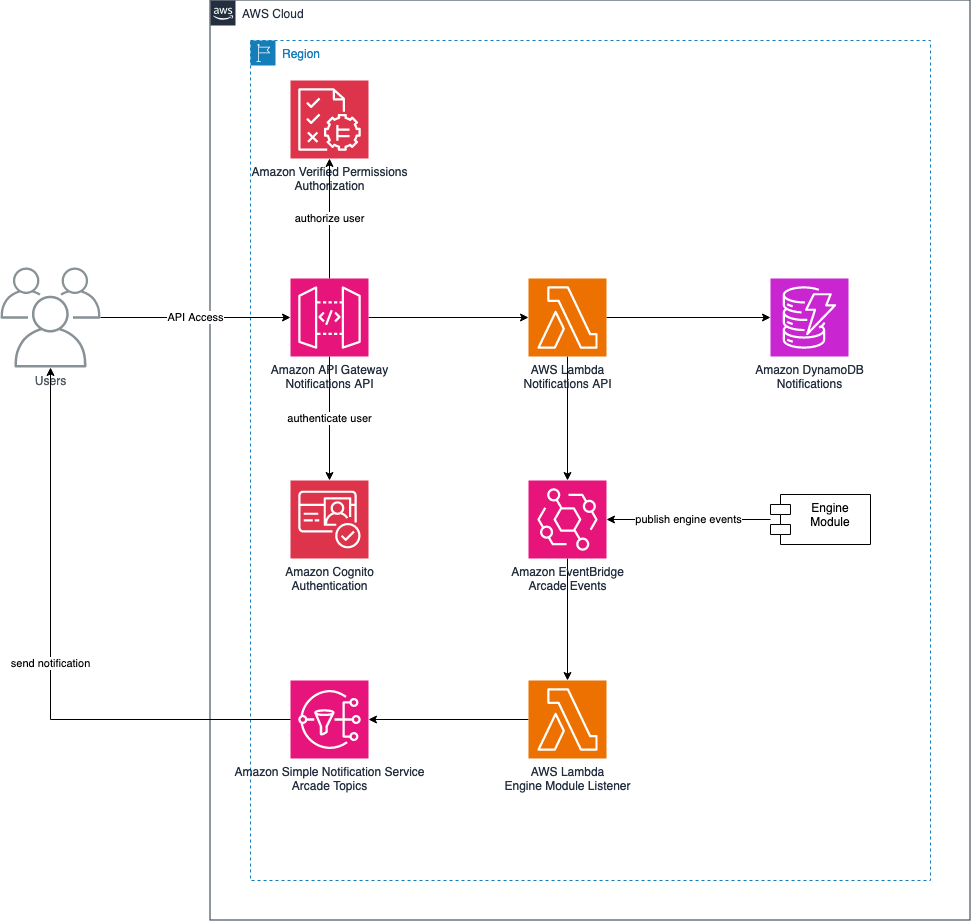 aws
AWS Cloud
Region
Amazon Verified Permissions
Authorization
authorize user
API Access
Users
Amazon API Gateway
Notifications API
AWS Lambda
Notifications API
Amazon DynamoDB
Notifications
authenticate user
Amazon Cognito
Authentication
Amazon EventBridge
Arcade Events
publish engine events
Engine
Module
send notification
Amazon Simple Notification Service
Arcade Topics
AWS Lambda
Engine Module Listener